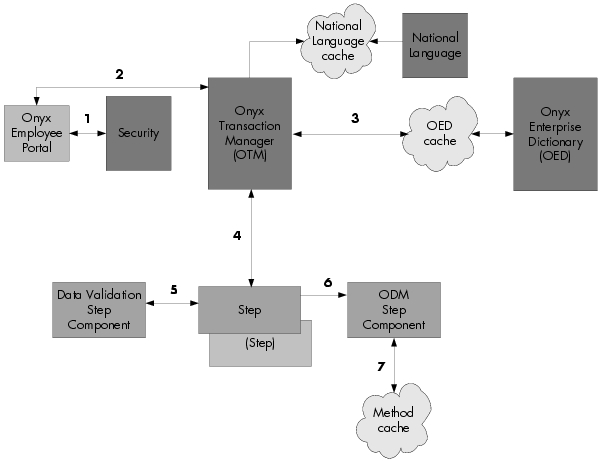 National
Language
cache
National
Language
2
Onyx
Employee
Portal
1
Security
Onyx
Transaction
Manager
(OTM)
3
OED
cache
Onyx
Enterprise
Dictionary
(OED)
4
Data Validation
Step
Component
5
Step
(Step)
6
ODM
Step
Component
7
Method
cache